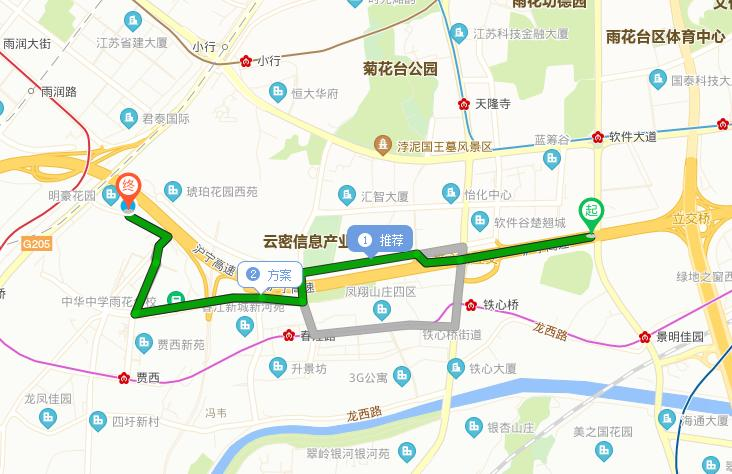 雨花功德园
江苏省建大厦
雨润大街
小行
小行
江苏科技金融大厦
雨花台区体育中心
菊花台公园
国泰科技大
雨润路
恒大华府
天隆寺
君泰国际
浡泥国王墓风景区
蓝筹谷
软件大道
明豪花园
终
琥珀花园西苑
汇智大厦
怡化中心
起
软件谷楚翘城
立交桥
G205
云密信息产业
1 推荐
沪宁高速
2 方案
绿地之窗西
中华中学雨花
校
凤翔山庄四区
春江新城新河苑
铁心桥
贾西新苑
铁心桥街道
龙西路
景明佳园
贾西
升景坊
3G公寓
铁心大厦
龙凤佳园
四圩新村
冯韦
龙西路
银杏山庄
美之国花园
海通大厦
翠岭银河银河苑